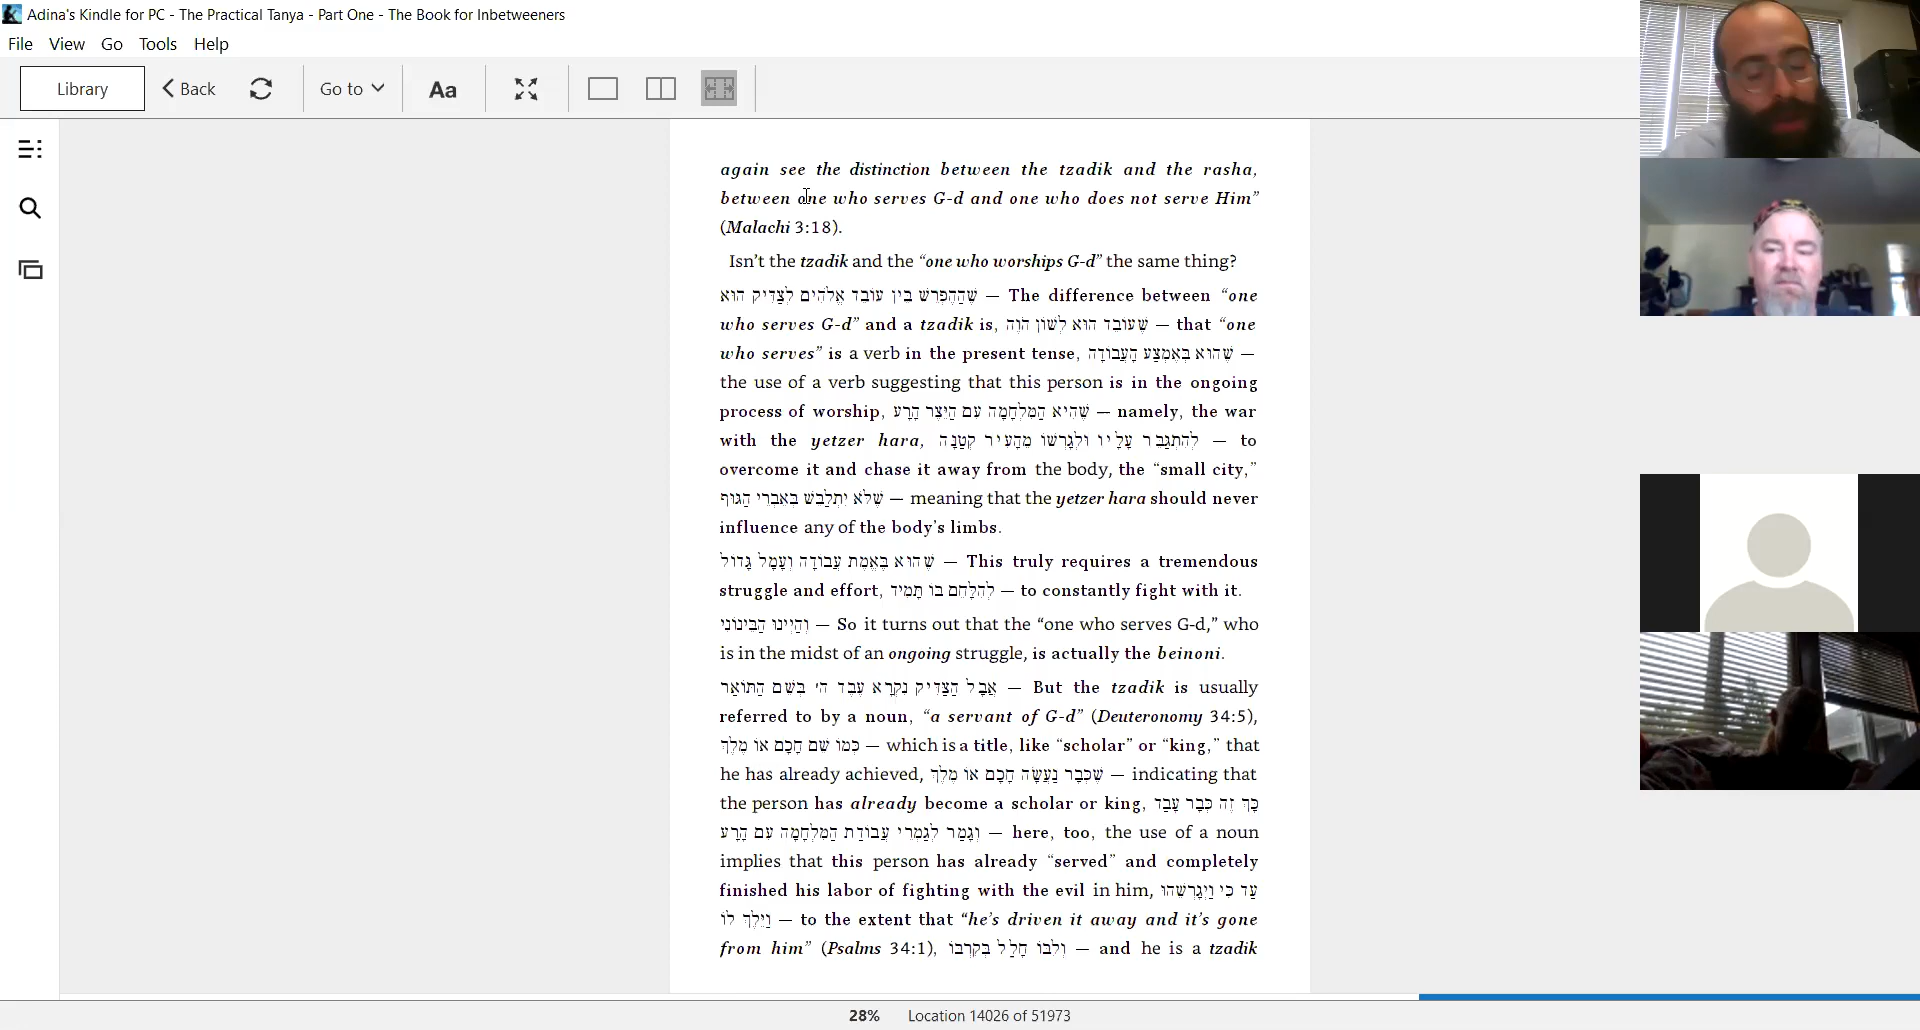 Adina's Kindle for PC - The Practical Tanya - Part One - The Book for Inbetweeners
File View Go Tools Help
Library Back Go to Aa
again see the distinction between the tzadik and the rasha,
between one who serves G-d and one who does not serve Him”
(Malachi 3:18).
Isn’t the tzadik and the “one who worships G-d” the same thing?
שֶׁהַהֶפְרֵשׁ בֵּין עוֹבֵד אֱלֹהִים לְצַדִּיק הוּא — The difference between “one
who serves G-d” and a tzadik is, שֶׁעוֹבֵד הוּא לְשׁוֹן הֹוֶה — that “one
who serves” is a verb in the present tense, שֶׁהוּא בְּאֶמְצַע הָעֲבוֹדָה —
the use of a verb suggesting that this person is in the ongoing
process of worship, שֶׁהִיא הַמִּלְחָמָה עִם הַיֵּצֶר הָרָע — namely, the war
with the yetzer hara, לְהִתְגַּבֵּר עָלָיו וּלְגָרְשׁוֹ מֵהָעִיר קְטַנָּה — to
overcome it and chase it away from the body, the “small city,”
שֶׁלֹּא יִתְלַבֵּשׁ בְּאֵבְרֵי הַגּוּף — meaning that the yetzer hara should never
influence any of the body’s limbs.
שֶׁהוּא בֶּאֱמֶת עֲבוֹדָה וְעָמָל גָּדוֹל — This truly requires a tremendous
struggle and effort, לְהִלָּחֵם בּוֹ תָּמִיד — to constantly fight with it.
וְהַיְינוּ הַבֵּינוֹנִי — So it turns out that the “one who serves G-d,” who
is in the midst of an ongoing struggle, is actually the beinoni.
אֲבָל הַצַּדִּיק נִקְרָא עֶבֶד ה׳ בְּשֵׁם הַתּוֹאַר — But the tzadik is usually
referred to by a noun, “a servant of G-d” (Deuteronomy 34:5),
כְּמוֹ שֵׁם חָכָם אוֹ מֶלֶךְ — which is a title, like “scholar” or “king,” that
he has already achieved, שֶׁכְּבָר נַעֲשָׂה חָכָם אוֹ מֶלֶךְ — indicating that
the person has already become a scholar or king, כָּךְ זֶה כְּבָר עָבַד
וְגָמַר לְגַמְרֵי עֲבוֹדַת הַמִּלְחָמָה עִם הָרַע — here, too, the use of a noun
implies that this person has already “served” and completely
finished his labor of fighting with the evil in him, עַד כִּי וַיְגָרְשֵׁהוּ
וַיֵּלֶךְ לוֹ — to the extent that “he’s driven it away and it’s gone
from him” (Psalms 34:1), וְלִבּוֹ חָלַל בְּקִרְבּוֹ — and he is a tzadik
28% Location 14026 of 51973